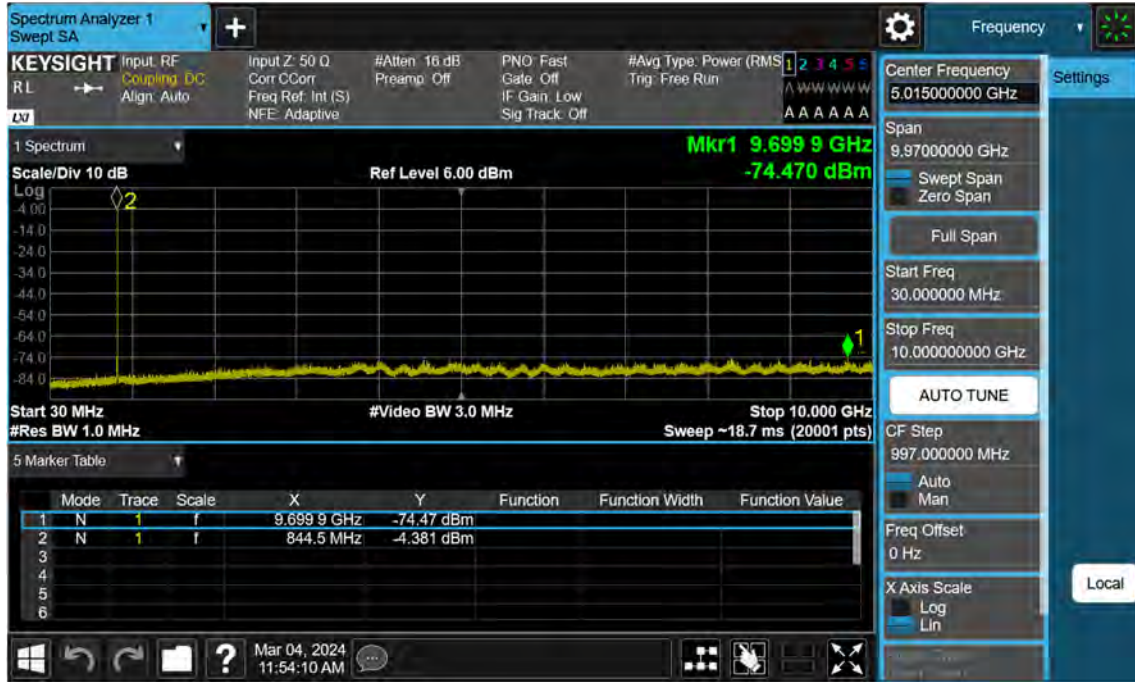 Spectrum Analyzer 1
Swept SA
+
Frequency
KEYSIGHT
RL
LXI
Input: RF
Coupling: DC
Align: Auto
Input Z: 50 Ω
Corr CCorr
Freq Ref: Int (S)
NFE: Adaptive
#Atten: 16 dB
Preamp: Off
PNO: Fast
Gate: Off
IF Gain: Low
Sig Track: Off
#Avg Type: Power (RMS
Trig: Free Run
1 2 3 4 5 6
A W W W W W
A A A A A A
1 Spectrum
Scale/Div 10 dB
Ref Level 6.00 dBm
Mkr1 9.699 9 GHz
-74.470 dBm
Log
2
-4.00
-14.0
-24.0
-34.0
-44.0
-54.0
-64.0
1
-74.0
-84.0
Start 30 MHz
#Video BW 3.0 MHz
Stop 10.000 GHz
#Res BW 1.0 MHz
Sweep ~18.7 ms (20001 pts)
5 Marker Table
Mode Trace Scale X Y Function Function Width Function Value
1 N 1 f 9.699 9 GHz -74.47 dBm
2 N 1 f 844.5 MHz -4.381 dBm
3
4
5
6
Mar 04, 2024
11:54:10 AM
Center Frequency
5.015000000 GHz
Settings
Span
9.97000000 GHz
Swept Span
Zero Span
Full Span
Start Freq
30.000000 MHz
Stop Freq
10.000000000 GHz
AUTO TUNE
CF Step
997.000000 MHz
Auto
Man
Freq Offset
0 Hz
X Axis Scale
Log
Lin
Local